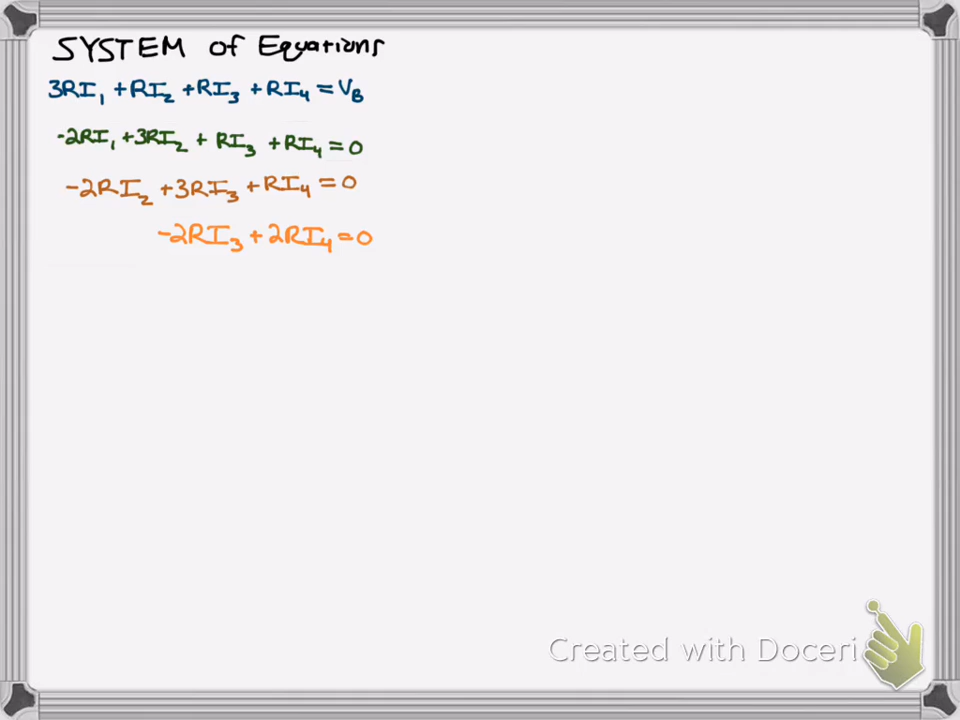 SYSTEM of Equations
3RI₁ +RI₂ +RI₃ +RI₄ = V_B
-2RI₁ +3RI₂ + RI₃ +RI₄ = 0
-2RI₂ +3RI₃ +RI₄ = 0
-2RI₃ +2RI₄ = 0
Created with Doceri